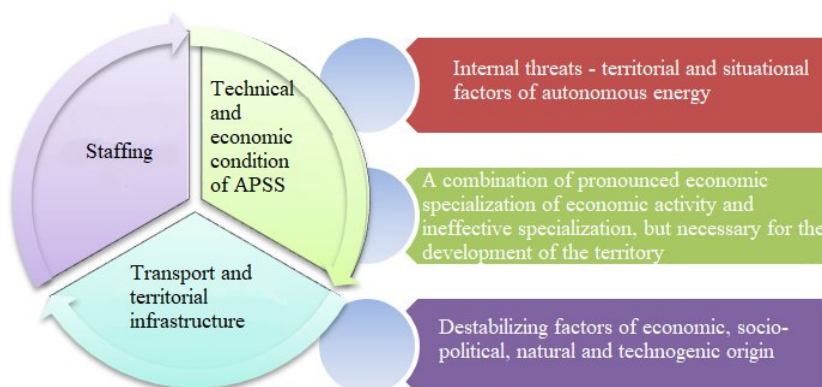 Staffing
Technical
and
economic
condition
of APSS
Transport and
territorial
infrastructure
Internal threats - territorial and situational
factors of autonomous energy
A combination of pronounced economic
specialization of economic activity and
ineffective specialization, but necessary for the
development of the territory
Destabilizing factors of economic, socio-
political, natural and technogenic origin